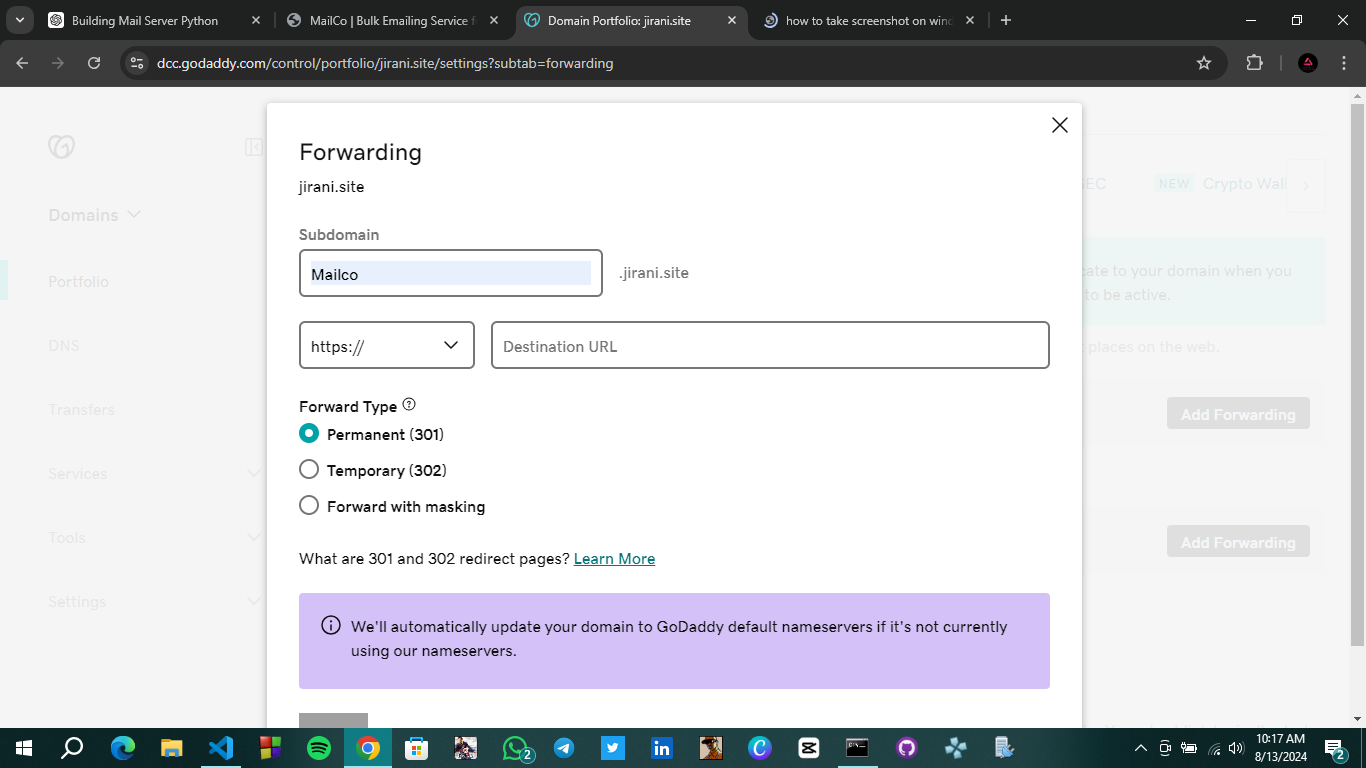 Building Mail Server Python
MailCo | Bulk Emailing Service f
Domain Portfolio: jirani.site
how to take screenshot on wind
dcc.godaddy.com/control/portfolio/jirani.site/settings?subtab=forwarding
Forwarding
jirani.site
Domains
Portfolio
DNS
Transfers
Services
Tools
Settings
Subdomain
Mailco
.jirani.site
https://
Destination URL
Forward Type
Permanent (301)
Temporary (302)
Forward with masking
What are 301 and 302 redirect pages? Learn More
We'll automatically update your domain to GoDaddy default nameservers if it's not currently
using our nameservers.
NEW
Crypto Wall
cate to your domain when you
to be active.
places on the web.
Add Forwarding
Add Forwarding
2
10:17 AM
8/13/2024
2